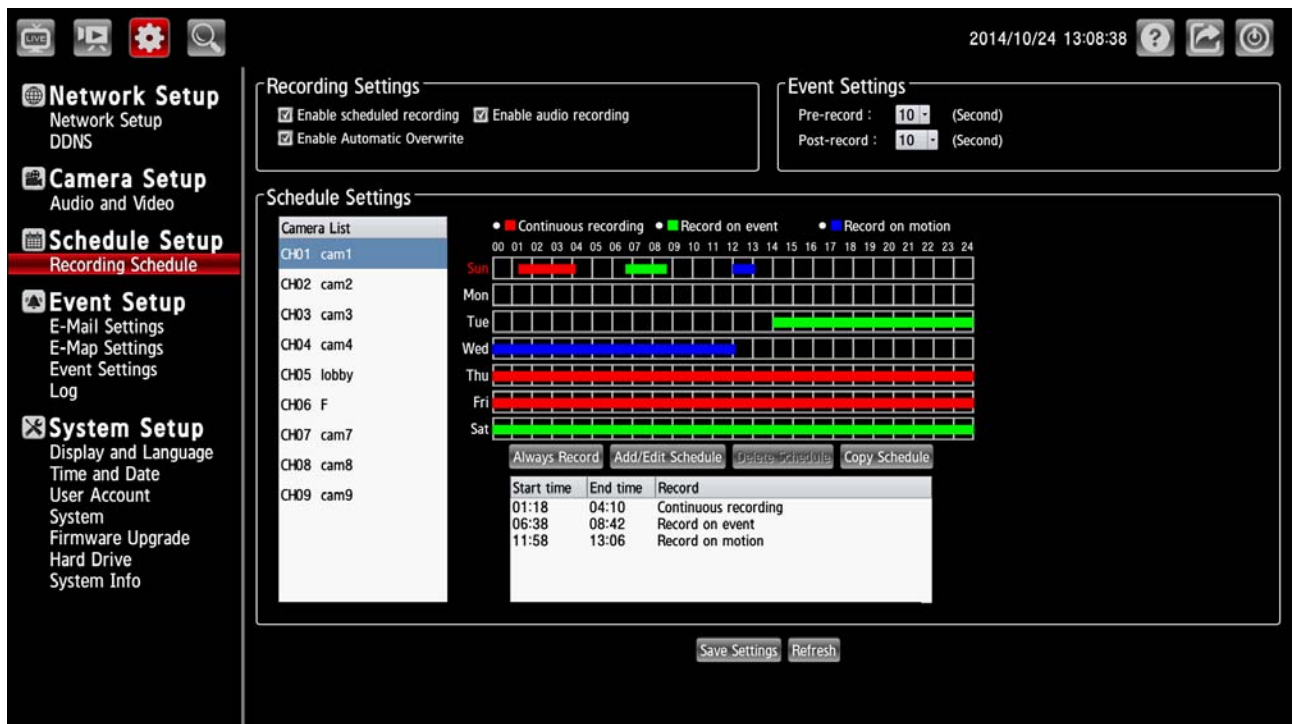 LIVE
2014/10/24 13:08:38 ?
Network Setup
Network Setup
DDNS
Camera Setup
Audio and Video
Schedule Setup
Recording Schedule
Event Setup
E-Mail Settings
E-Map Settings
Event Settings
Log
System Setup
Display and Language
Time and Date
User Account
System
Firmware Upgrade
Hard Drive
System Info
Recording Settings
Enable scheduled recording Enable audio recording
Enable Automatic Overwrite
Event Settings
Pre-record : 10 (Second)
Post-record : 10 (Second)
Schedule Settings
Camera List
CH01 cam1
CH02 cam2
CH03 cam3
CH04 cam4
CH05 lobby
CH06 F
CH07 cam7
CH08 cam8
CH09 cam9
Continuous recording Record on event Record on motion
00 01 02 03 04 05 06 07 08 09 10 11 12 13 14 15 16 17 18 19 20 21 22 23 24
Sun
Mon
Tue
Wed
Thu
Fri
Sat
Always Record Add/Edit Schedule Delete Schedule Copy Schedule
Start time End time Record
01:18 04:10 Continuous recording
06:38 08:42 Record on event
11:58 13:06 Record on motion
Save Settings Refresh